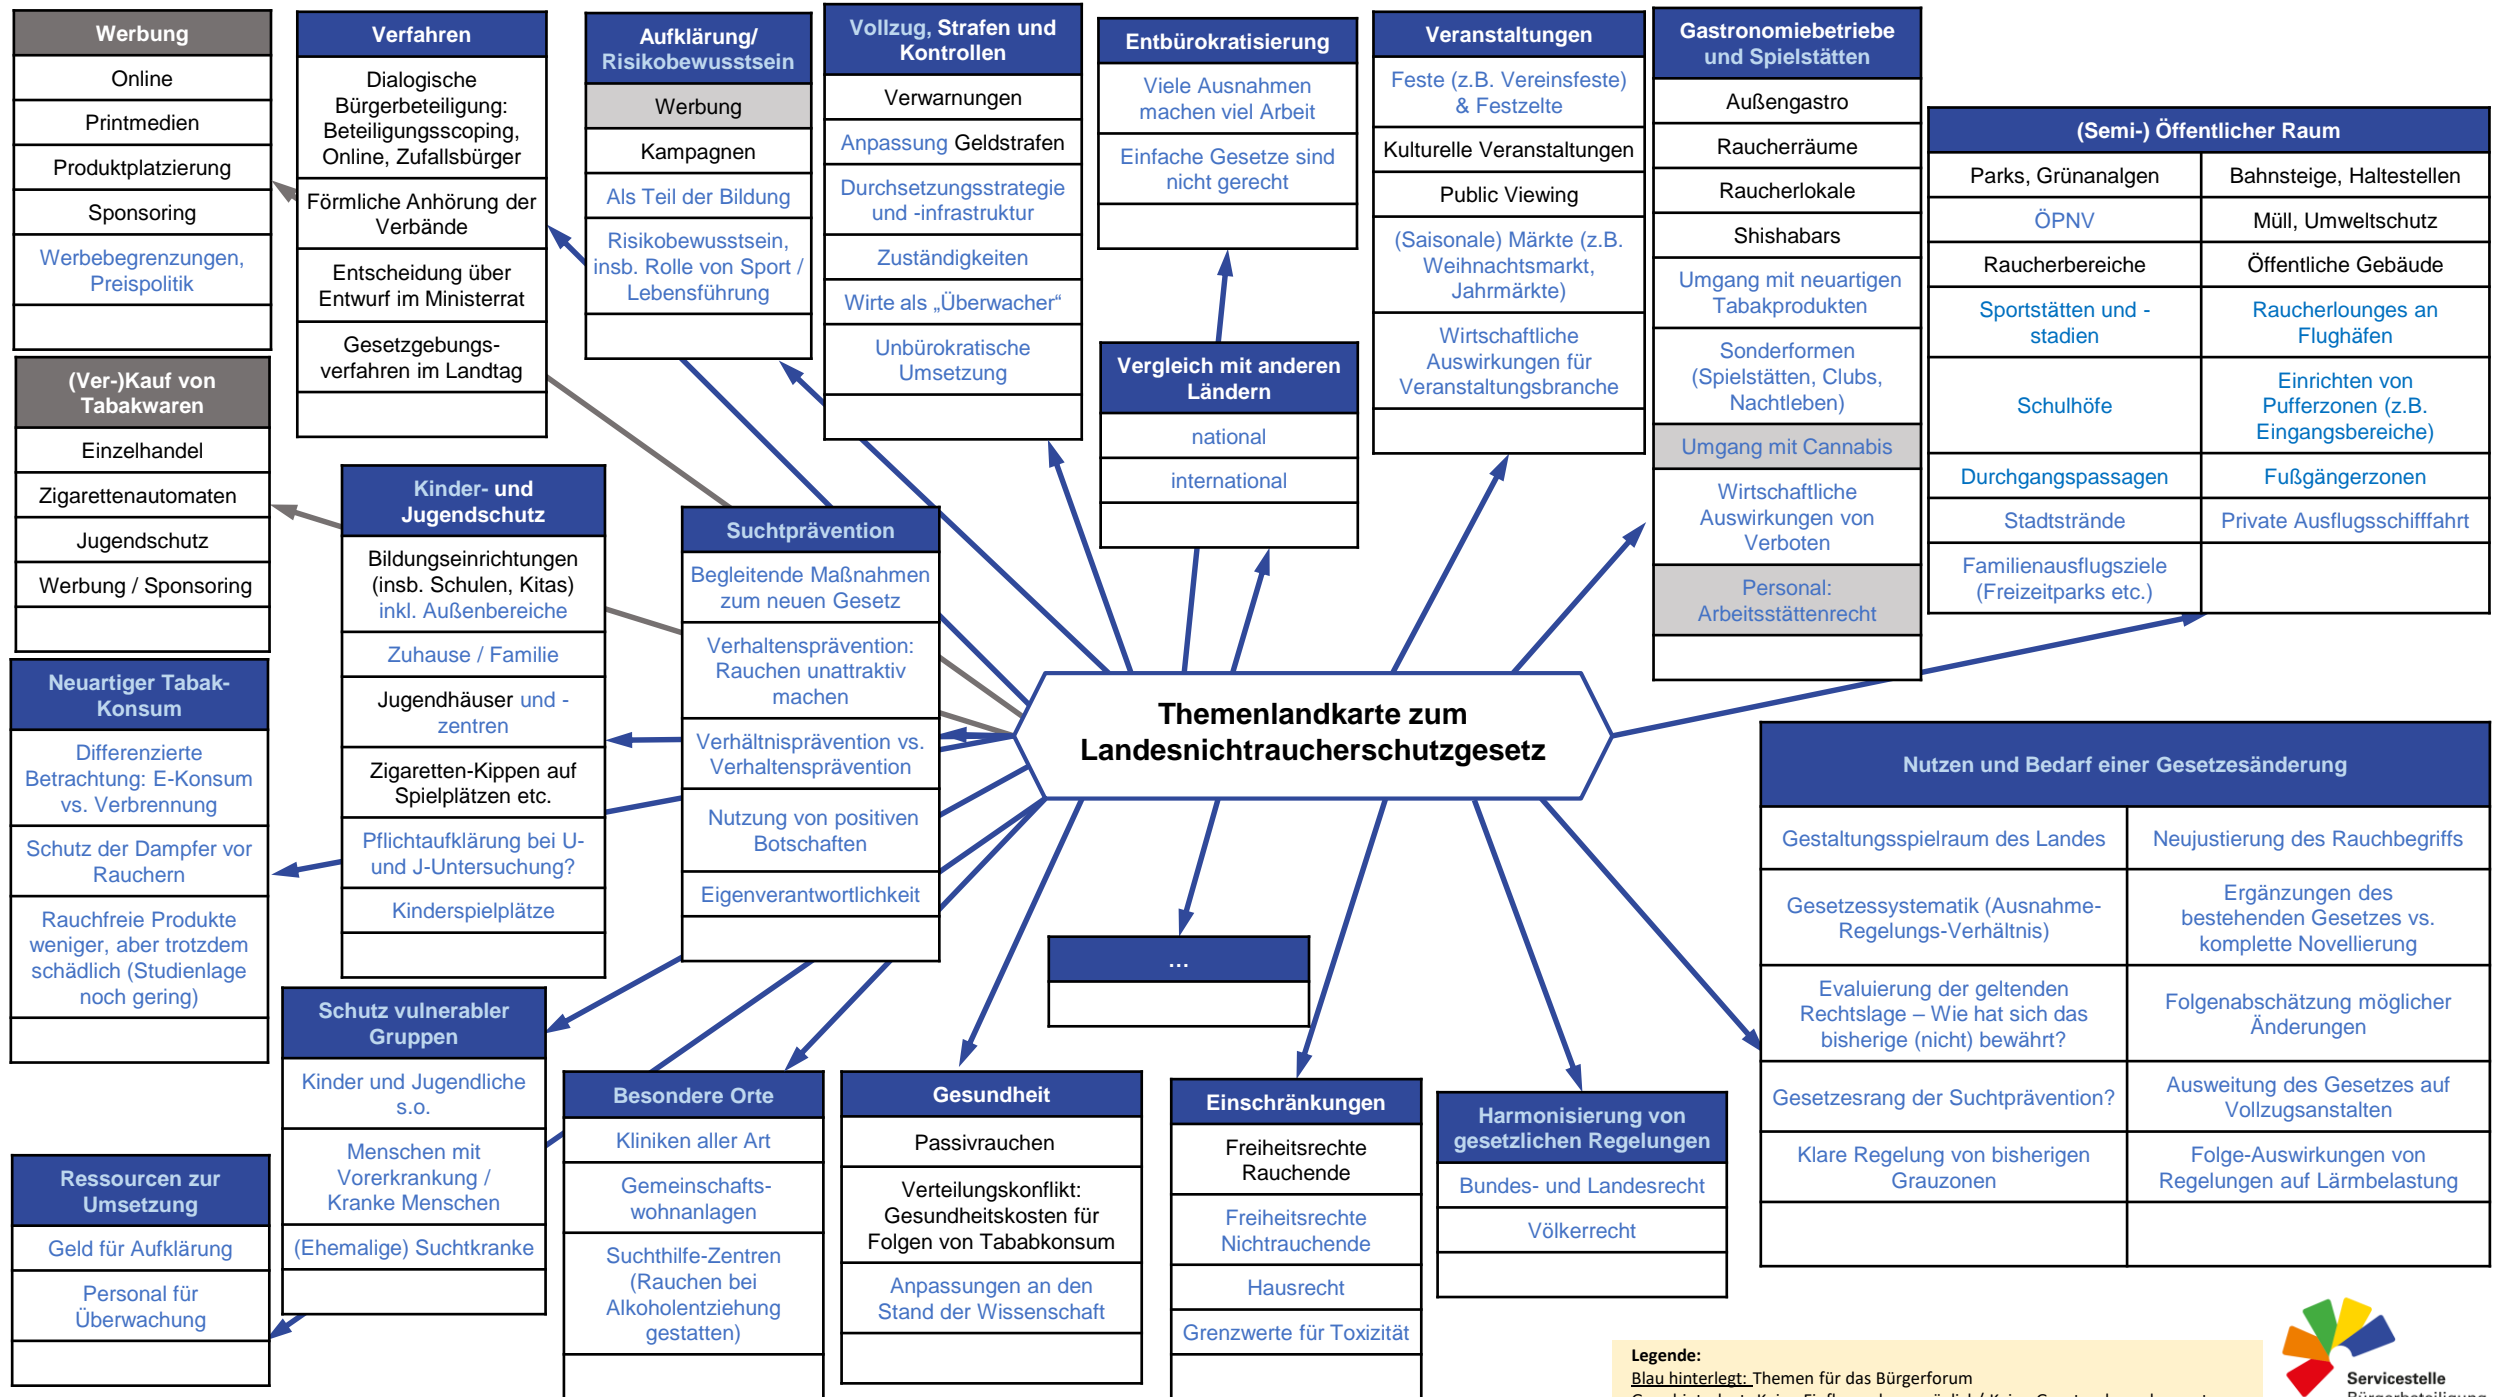 Werbung
Online
Printmedien
Produktplatzierung
Sponsoring
Werbebegrenzungen,
Preispolitik
(Ver-)Kauf von
Tabakwaren
Einzelhandel
Zigarettenautomaten
Jugendschutz
Werbung / Sponsoring
Neuartiger Tabak-
Konsum
Differenzierte
Betrachtung: E-Konsum
vs. Verbrennung
Schutz der Dampfer vor
Rauchern
Rauchfreie Produkte
weniger, aber trotzdem
schädlich (Studienlage
noch gering)
Ressourcen zur
Umsetzung
Geld für Aufklärung
Personal für
Überwachung
Verfahren
Dialogische
Bürgerbeteiligung:
Beteiligungsscoping,
Online, Zufallsbürger
Förmliche Anhörung der
Verbände
Entscheidung über
Entwurf im Ministerrat
Gesetzgebungs-
verfahren im Landtag
Kinder- und
Jugendschutz
Bildungseinrichtungen
(insb. Schulen, Kitas)
inkl. Außenbereiche
Zuhause / Familie
Jugendhäuser und -
zentren
Zigaretten-Kippen auf
Spielplätzen etc.
Pflichtaufklärung bei U-
und J-Untersuchung?
Kinderspielplätze
Schutz vulnerabler
Gruppen
Kinder und Jugendliche
s.o.
Menschen mit
Vorerkrankung /
Kranke Menschen
(Ehemalige) Suchtkranke
Aufklärung/
Risikobewusstsein
Werbung
Kampagnen
Als Teil der Bildung
Risikobewusstsein,
insb. Rolle von Sport /
Lebensführung
Suchtprävention
Begleitende Maßnahmen
zum neuen Gesetz
Verhaltensprävention:
Rauchen unattraktiv
machen
Verhältnisprävention vs.
Verhaltensprävention
Nutzung von positiven
Botschaften
Eigenverantwortlichkeit
Besondere Orte
Kliniken aller Art
Gemeinschafts-
wohnanlagen
Suchthilfe-Zentren
(Rauchen bei
Alkoholentziehung
gestatten)
Vollzug, Strafen und
Kontrollen
Verwarnungen
Anpassung Geldstrafen
Durchsetzungsstrategie
und -infrastruktur
Zuständigkeiten
Wirte als „Überwacher“
Unbürokratische
Umsetzung
Entbürokratisierung
Viele Ausnahmen
machen viel Arbeit
Einfache Gesetze sind
nicht gerecht
Vergleich mit anderen
Ländern
national
international
Themenlandkarte zum
Landesnichtraucherschutzgesetz
...
Gesundheit
Passivrauchen
Verteilungskonflikt:
Gesundheitskosten für
Folgen von Tababkonsum
Anpassungen an den
Stand der Wissenschaft
Einschränkungen
Freiheitsrechte
Rauchende
Freiheitsrechte
Nichtrauchende
Hausrecht
Grenzwerte für Toxizität
Harmonisierung von
gesetzlichen Regelungen
Bundes- und Landesrecht
Völkerrecht
Veranstaltungen
Feste (z.B. Vereinsfeste)
& Festzelte
Kulturelle Veranstaltungen
Public Viewing
(Saisonale) Märkte (z.B.
Weihnachtsmarkt,
Jahrmärkte)
Wirtschaftliche
Auswirkungen für
Veranstaltungsbranche
Gastronomiebetriebe
und Spielstätten
Außengastro
Raucherräume
Raucherlokale
Shishabars
Umgang mit neuartigen
Tabakprodukten
Sonderformen
(Spielstätten, Clubs,
Nachtleben)
Umgang mit Cannabis
Wirtschaftliche
Auswirkungen von
Verboten
Personal:
Arbeitsstättenrecht
(Semi-) Öffentlicher Raum
Parks, Grünanalgen
Bahnsteige, Haltestellen
ÖPNV
Müll, Umweltschutz
Raucherbereiche
Öffentliche Gebäude
Sportstätten und -
stadien
Raucherlounges an
Flughäfen
Schulhöfe
Einrichten von
Pufferzonen (z.B.
Eingangsbereiche)
Durchgangspassagen
Fußgängerzonen
Stadtstrände
Private Ausflugsschifffahrt
Familienausflugsziele
(Freizeitparks etc.)
Nutzen und Bedarf einer Gesetzesänderung
Gestaltungsspielraum des Landes
Neujustierung des Rauchbegriffs
Gesetzessystematik (Ausnahme-
Regelungs-Verhältnis)
Ergänzungen des
bestehenden Gesetzes vs.
komplette Novellierung
Evaluierung der geltenden
Rechtslage – Wie hat sich das
bisherige (nicht) bewährt?
Folgenabschätzung möglicher
Änderungen
Gesetzesrang der Suchtprävention?
Ausweitung des Gesetzes auf
Vollzugsanstalten
Klare Regelung von bisherigen
Grauzonen
Folge-Auswirkungen von
Regelungen auf Lärmbelastung
Legende:
Blau hinterlegt: Themen für das Bürgerforum
Servicestelle
Bürgerbeteiligung